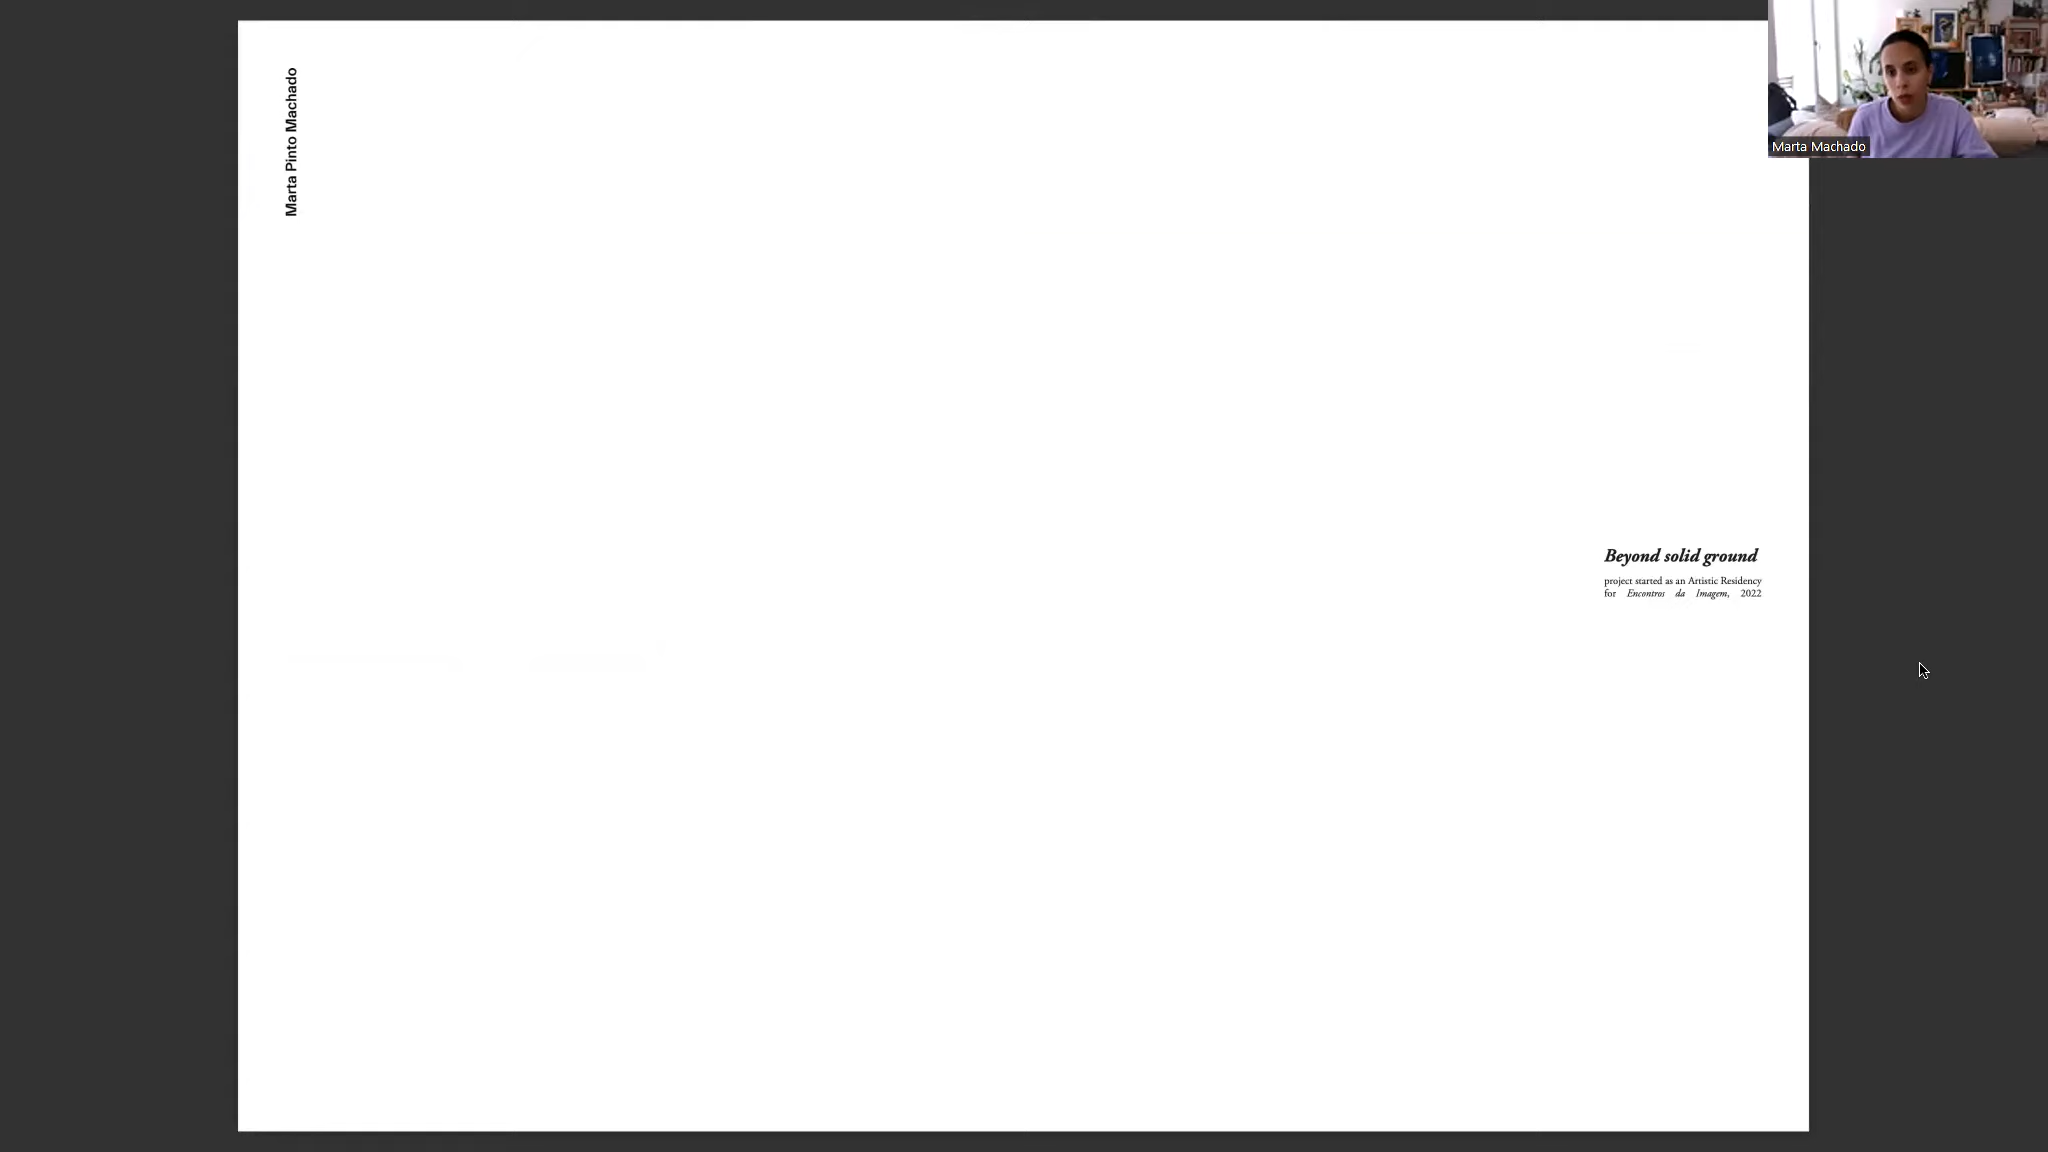 Marta Pinto Machado
Marta Machado
Beyond solid ground
project started as an Artistic Residency
for Encontros da Imagem, 2022